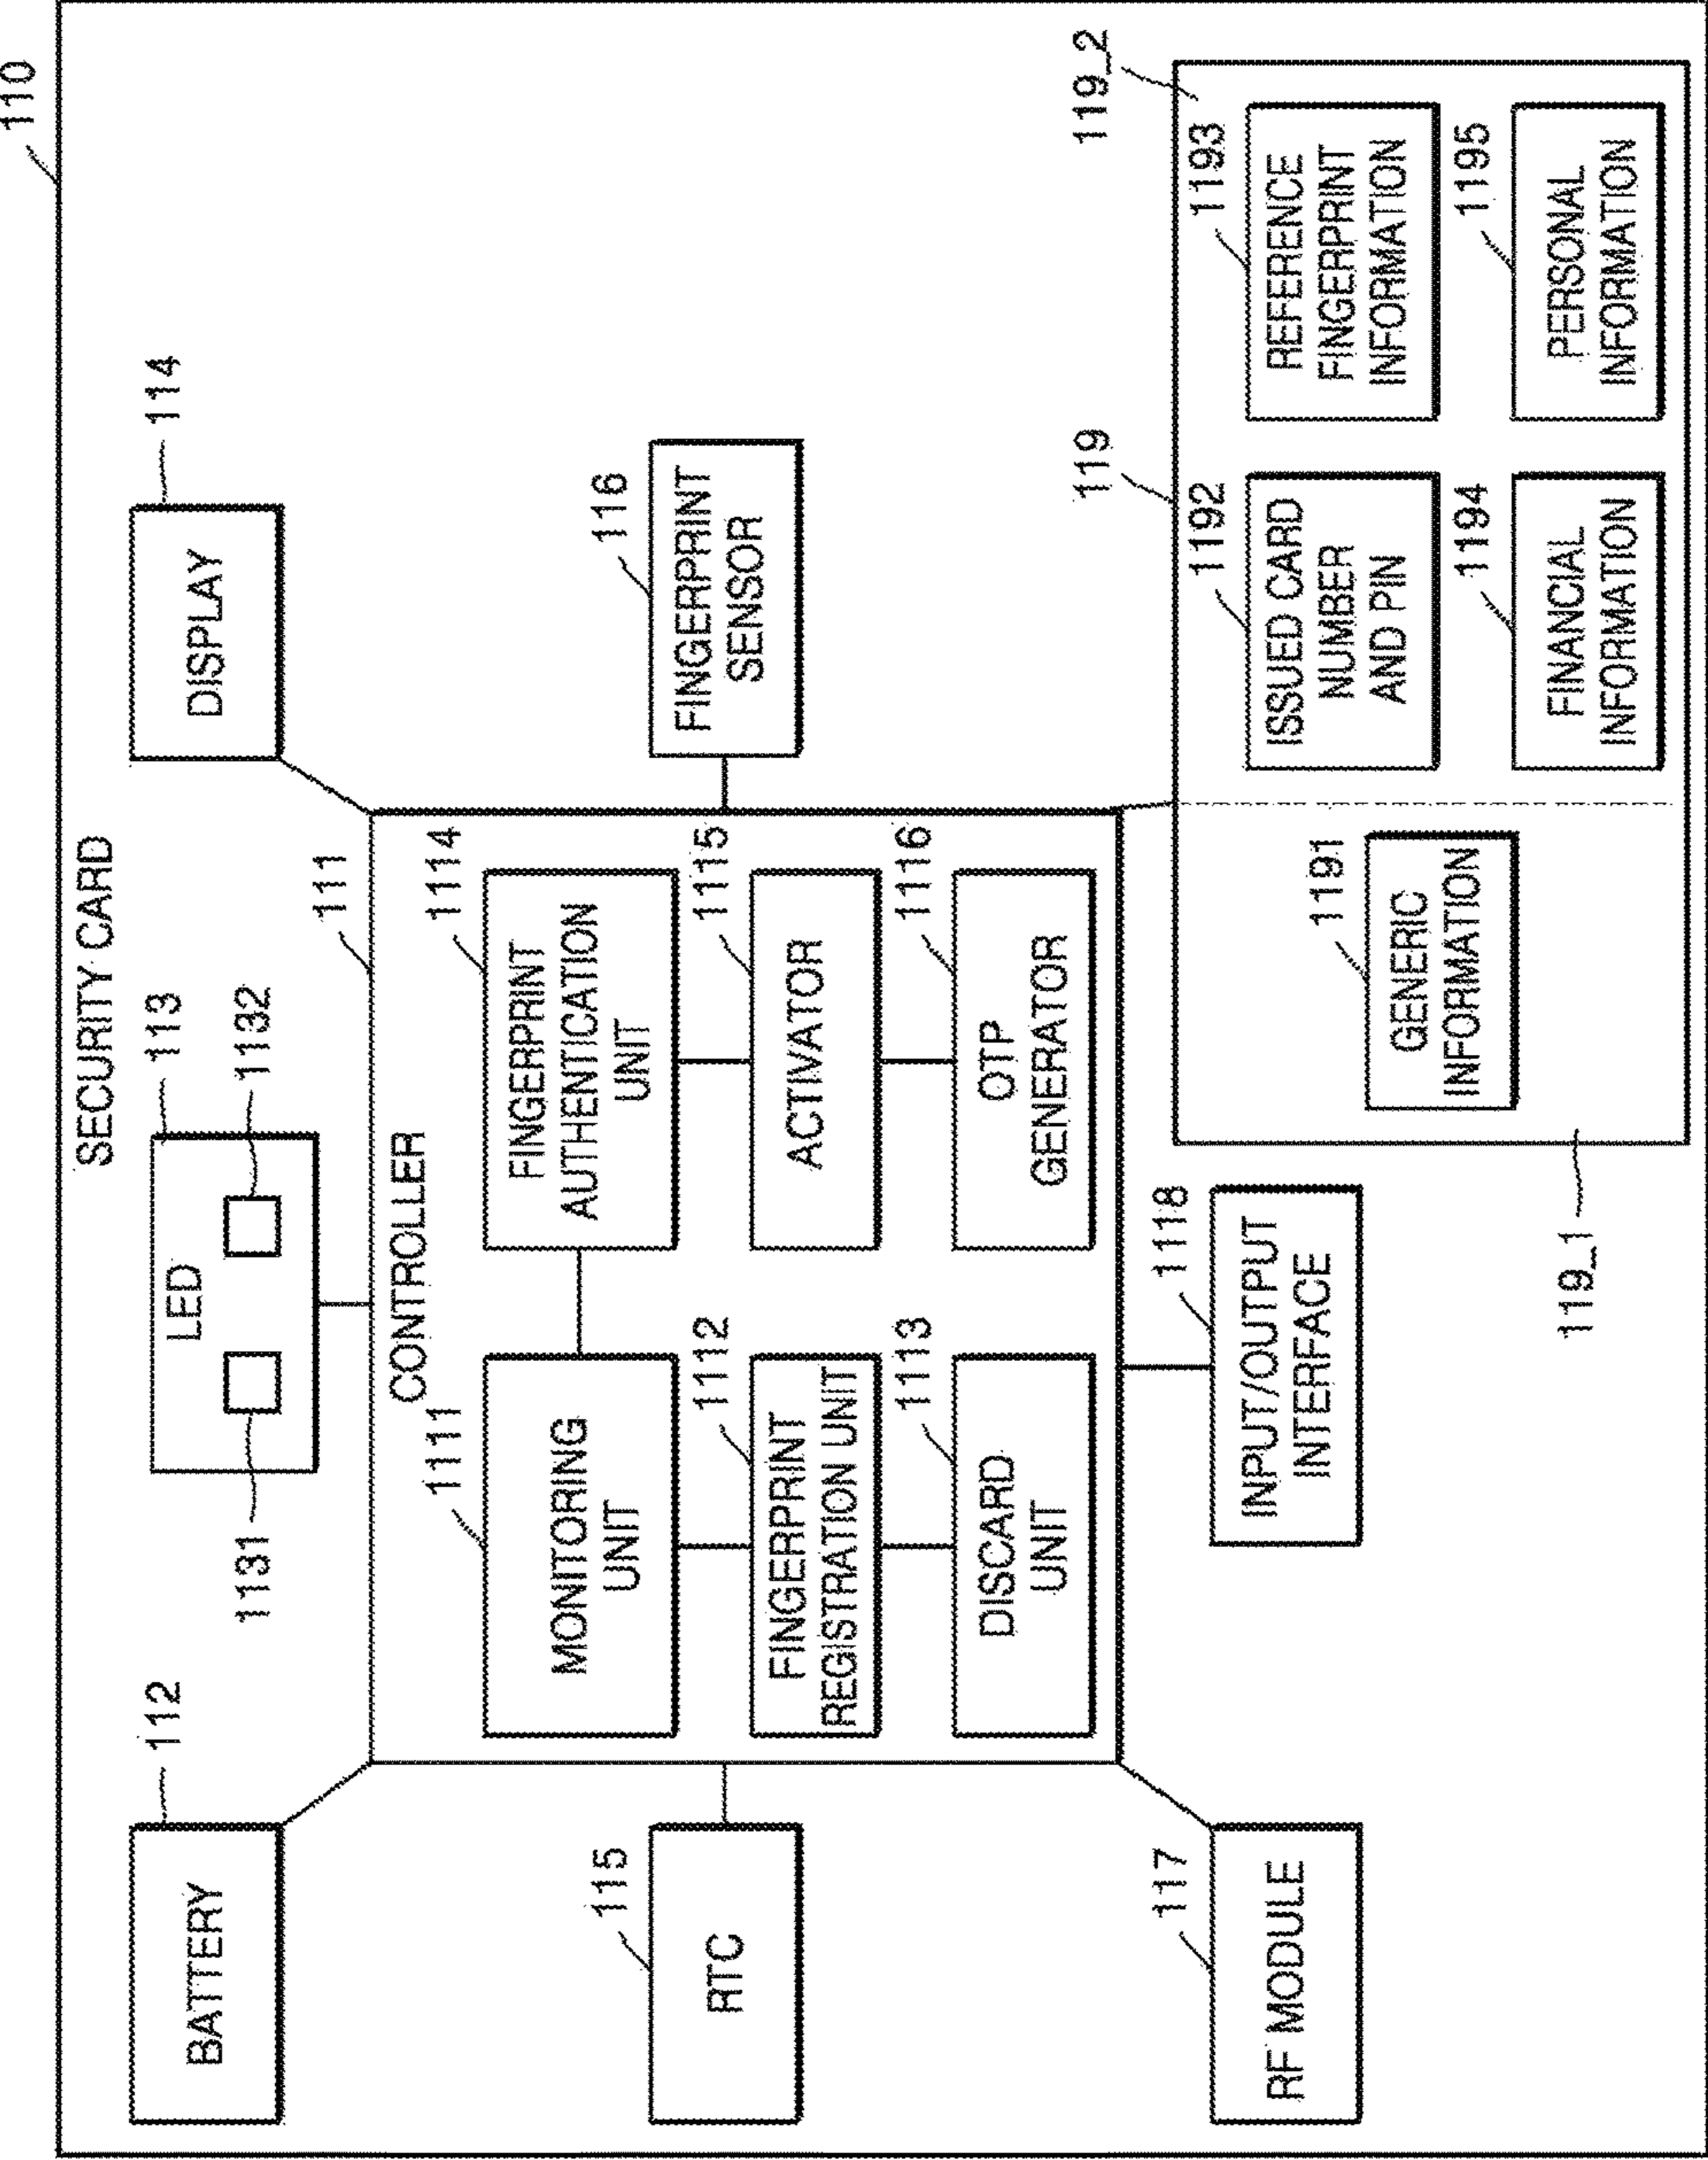 110
SECURITY CARD
BATTERY
112
LED
113
1131
1132
DISPLAY
114
CONTROLLER
111
MONITORING
UNIT
1111
FINGERPRINT
AUTHENTICATION
UNIT
1114
RTC
115
FINGERPRINT
REGISTRATION UNIT
1112
ACTIVATOR
1115
FINGERPRINT
SENSOR
116
DISCARD
UNIT
1113
OTP
GENERATOR
1116
RF MODULE
117
INPUT/OUTPUT
INTERFACE
1118
119
119_1
119_2
GENERIC
INFORMATION
1191
ISSUED CARD
NUMBER
AND PIN
1192
REFERENCE
FINGERPRINT
INFORMATION
1193
FINANCIAL
INFORMATION
1194
PERSONAL
INFORMATION
1195